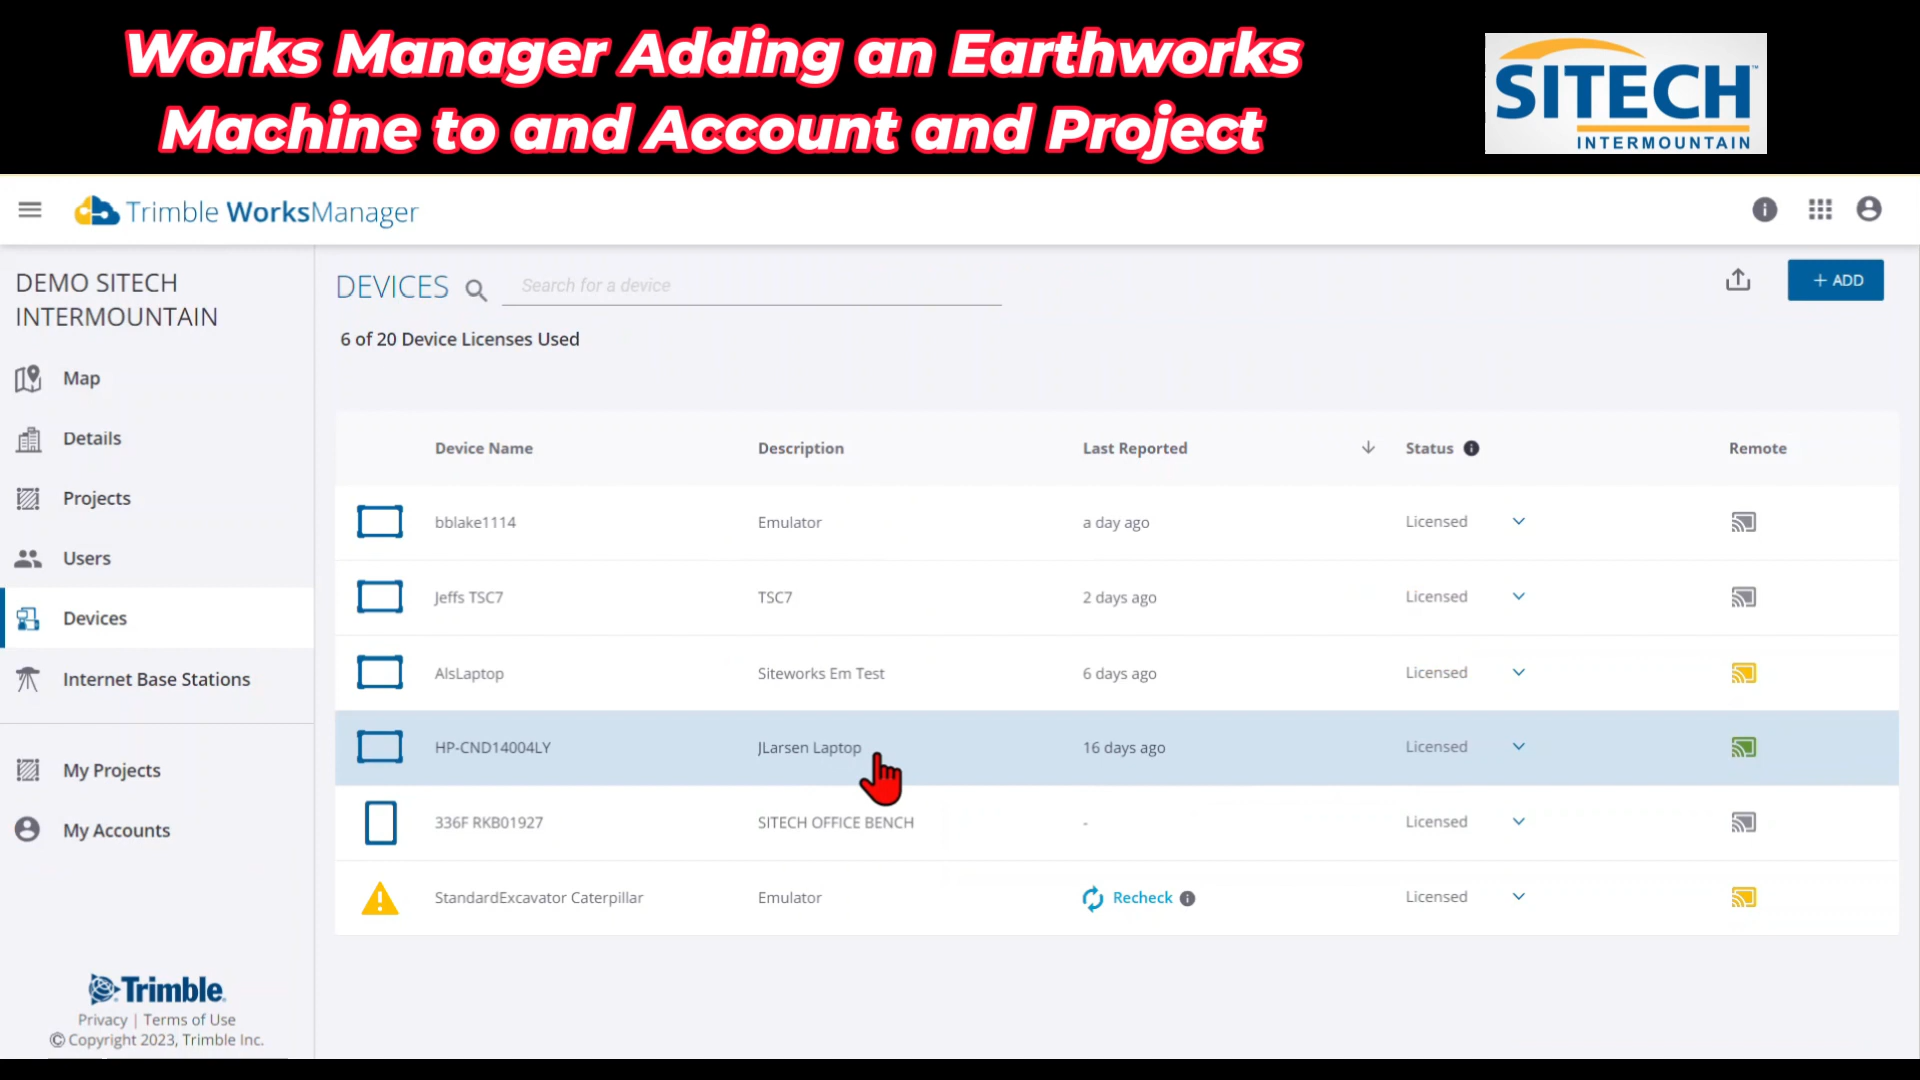 Works Manager Adding an Earthworks
Machine to and Account and Project
SITECH™
INTERMOUNTAIN
Trimble WorksManager
DEMO SITECH
INTERMOUNTAIN
Map
Details
Projects
Users
Devices
Internet Base Stations
My Projects
My Accounts
Trimble
Privacy | Terms of Use
© Copyright 2023, Trimble Inc.
DEVICES
Search for a device
+ ADD
6 of 20 Device Licenses Used
Device Name Description Last Reported Status Remote
bblake1114 Emulator a day ago Licensed
Jeffs TSC7 TSC7 2 days ago Licensed
AlsLaptop Siteworks Em Test 6 days ago Licensed
HP-CND14004LY JLarsen Laptop 16 days ago Licensed
336F RKB01927 SITECH OFFICE BENCH - Licensed
StandardExcavator Caterpillar Emulator Recheck Licensed